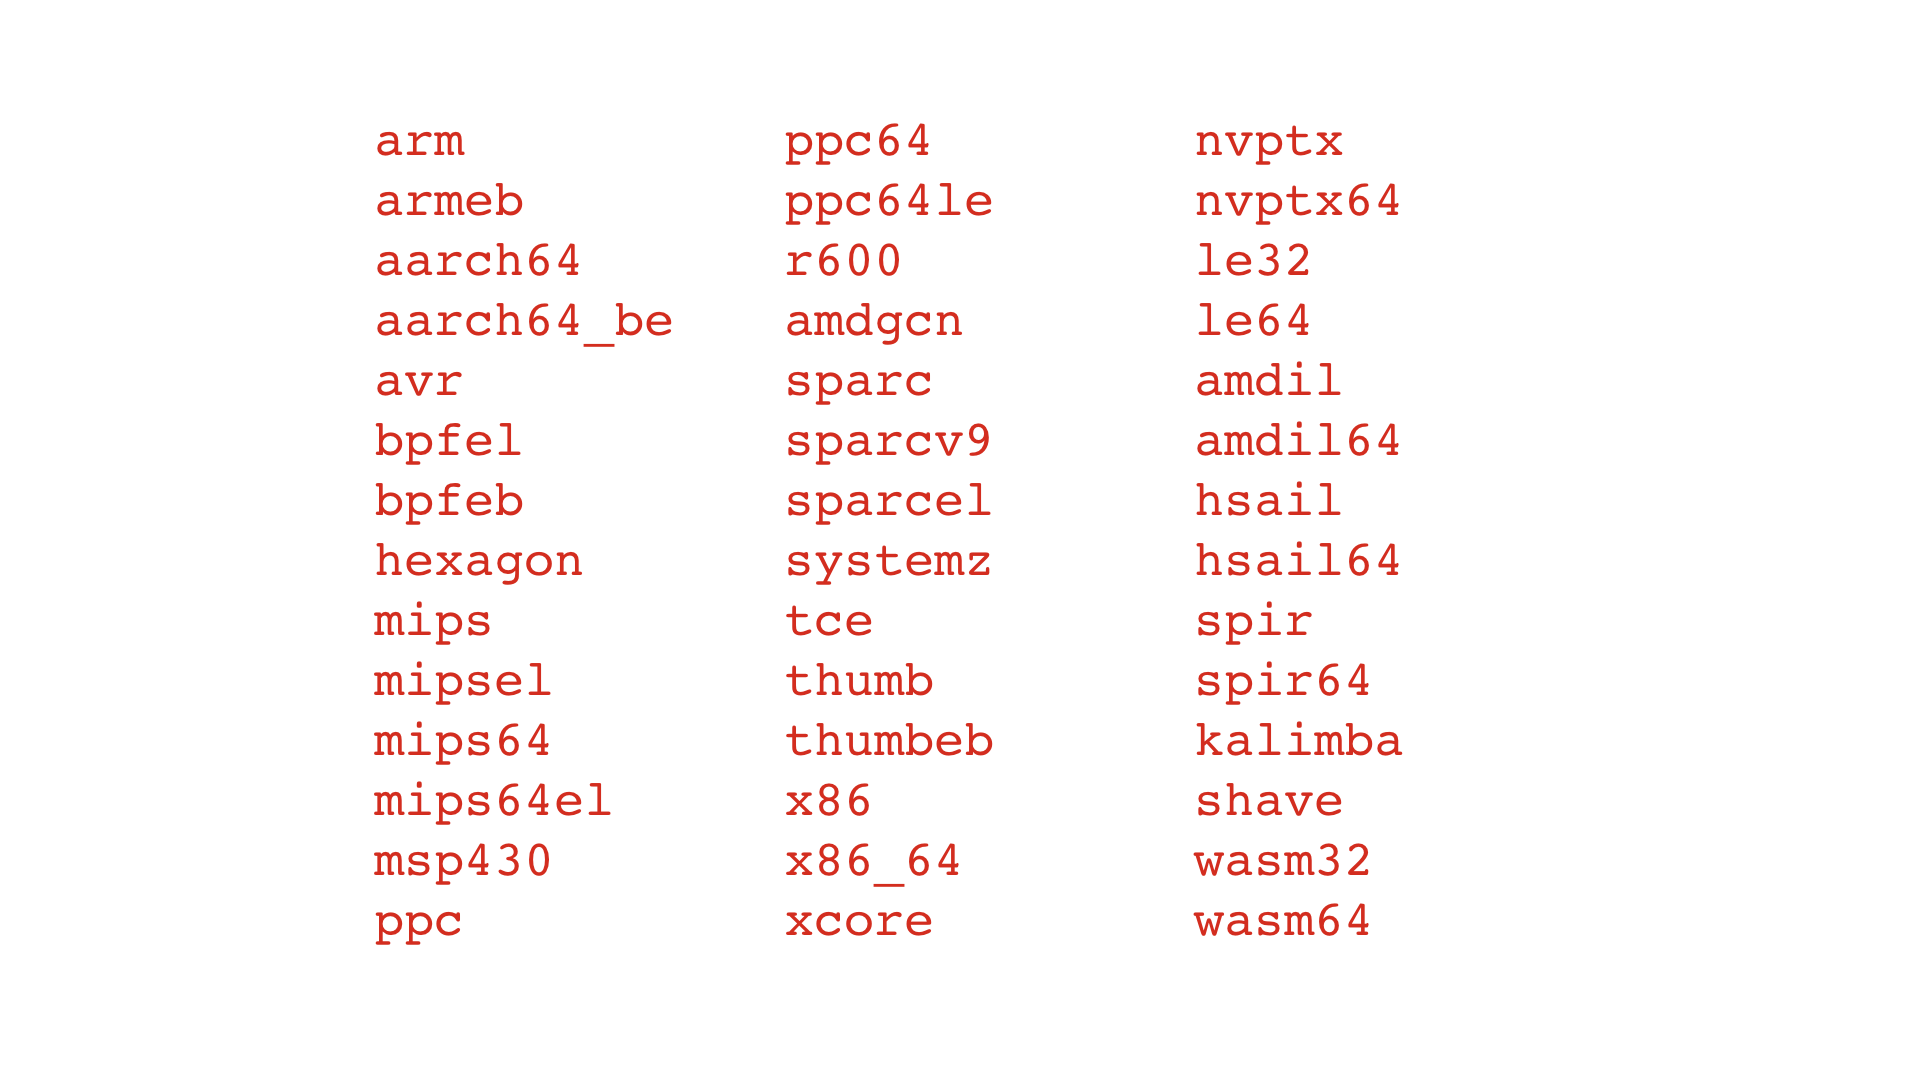 arm
armeb
aarch64
aarch64_be
avr
bpfel
bpfeb
hexagon
mips
mipsel
mips64
mips64el
msp430
ppc
ppc64
ppc64le
r600
amdgcn
sparc
sparcv9
sparcel
systemz
tce
thumb
thumbeb
x86
x86_64
xcore
nvptx
nvptx64
le32
le64
amdil
amdil64
hsail
hsail64
spir
spir64
kalimba
shave
wasm32
wasm64